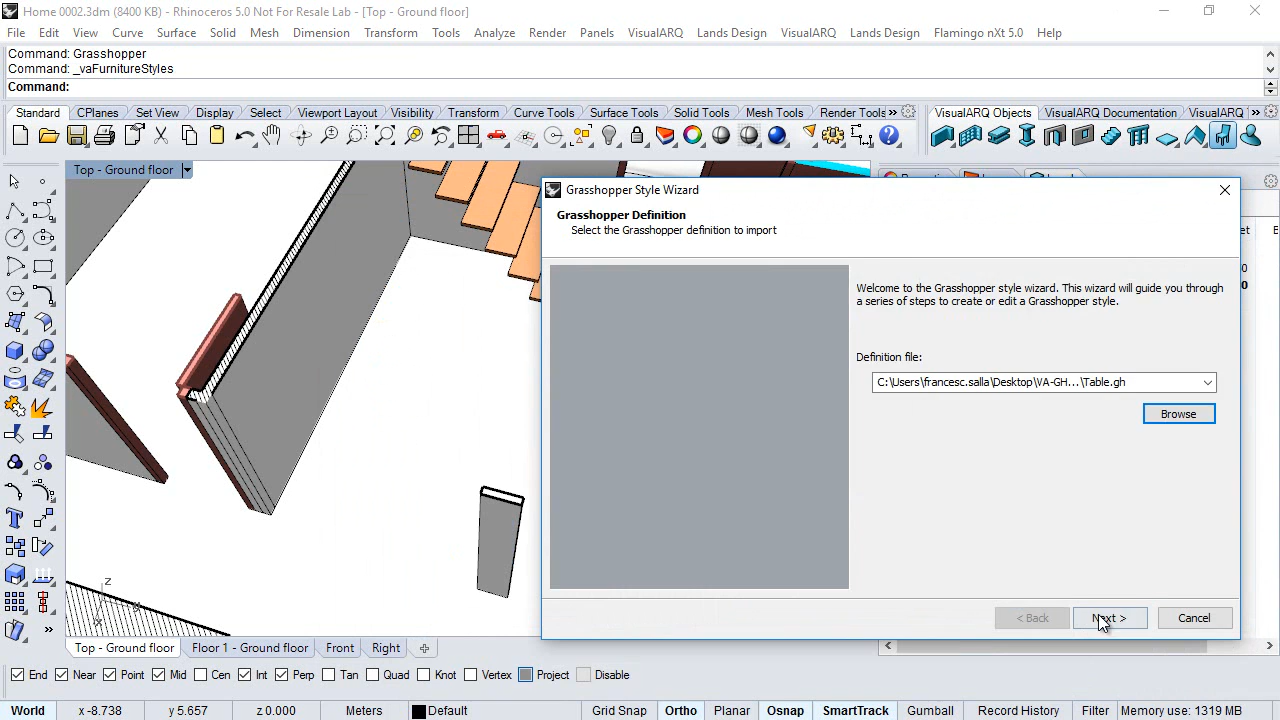 Home 0002.3dm (8400 KB) - Rhinoceros 5.0 Not For Resale Lab - [Top - Ground floor]
File Edit View Curve Surface Solid Mesh Dimension Transform Tools Analyze Render Panels VisualARQ Lands Design VisualARQ Lands Design Flamingo nXt 5.0 Help
Command: Grasshopper
Command: _vaFurnitureStyles
Command:
Standard CPlanes Set View Display Select Viewport Layout Visibility Transform Curve Tools Surface Tools Solid Tools Mesh Tools Render Tools » VisualARQ Objects VisualARQ Documentation VisualARQ »
Top - Ground floor
Grasshopper Style Wizard
Grasshopper Definition
Select the Grasshopper definition to import
Welcome to the Grasshopper style wizard. This wizard will guide you through
a series of steps to create or edit a Grasshopper style.
Definition file:
C:\Users\francesc.salla\Desktop\VA-GH...\Table.gh
Browse
z
x
< Back Next > Cancel
Top - Ground floor Floor 1 - Ground floor Front Right
End Near Point Mid Cen Int Perp Tan Quad Knot Vertex Project Disable
World x -8.738 y 5.657 z 0.000 Meters Default Grid Snap Ortho Planar Osnap SmartTrack Gumball Record History Filter Memory use: 1319 MB